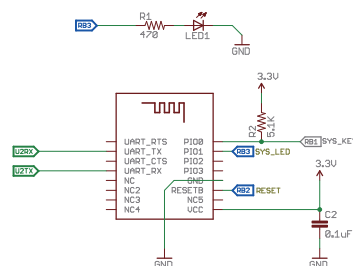 R1
RB3
470
LED1
GND
3.3V
R2
5.1K
UART_RTS PIO0
RB1 SYS_KE
U2RX UART_TX PIO1 RB3 SYS_LED
UART_CTS PIO2
3.3V
U2TX UART_RX PIO3
NC GND
NC2 RESETB RB2 RESET
NC3 NC5
NC4 VCC
C2
0.1uF
GND GND